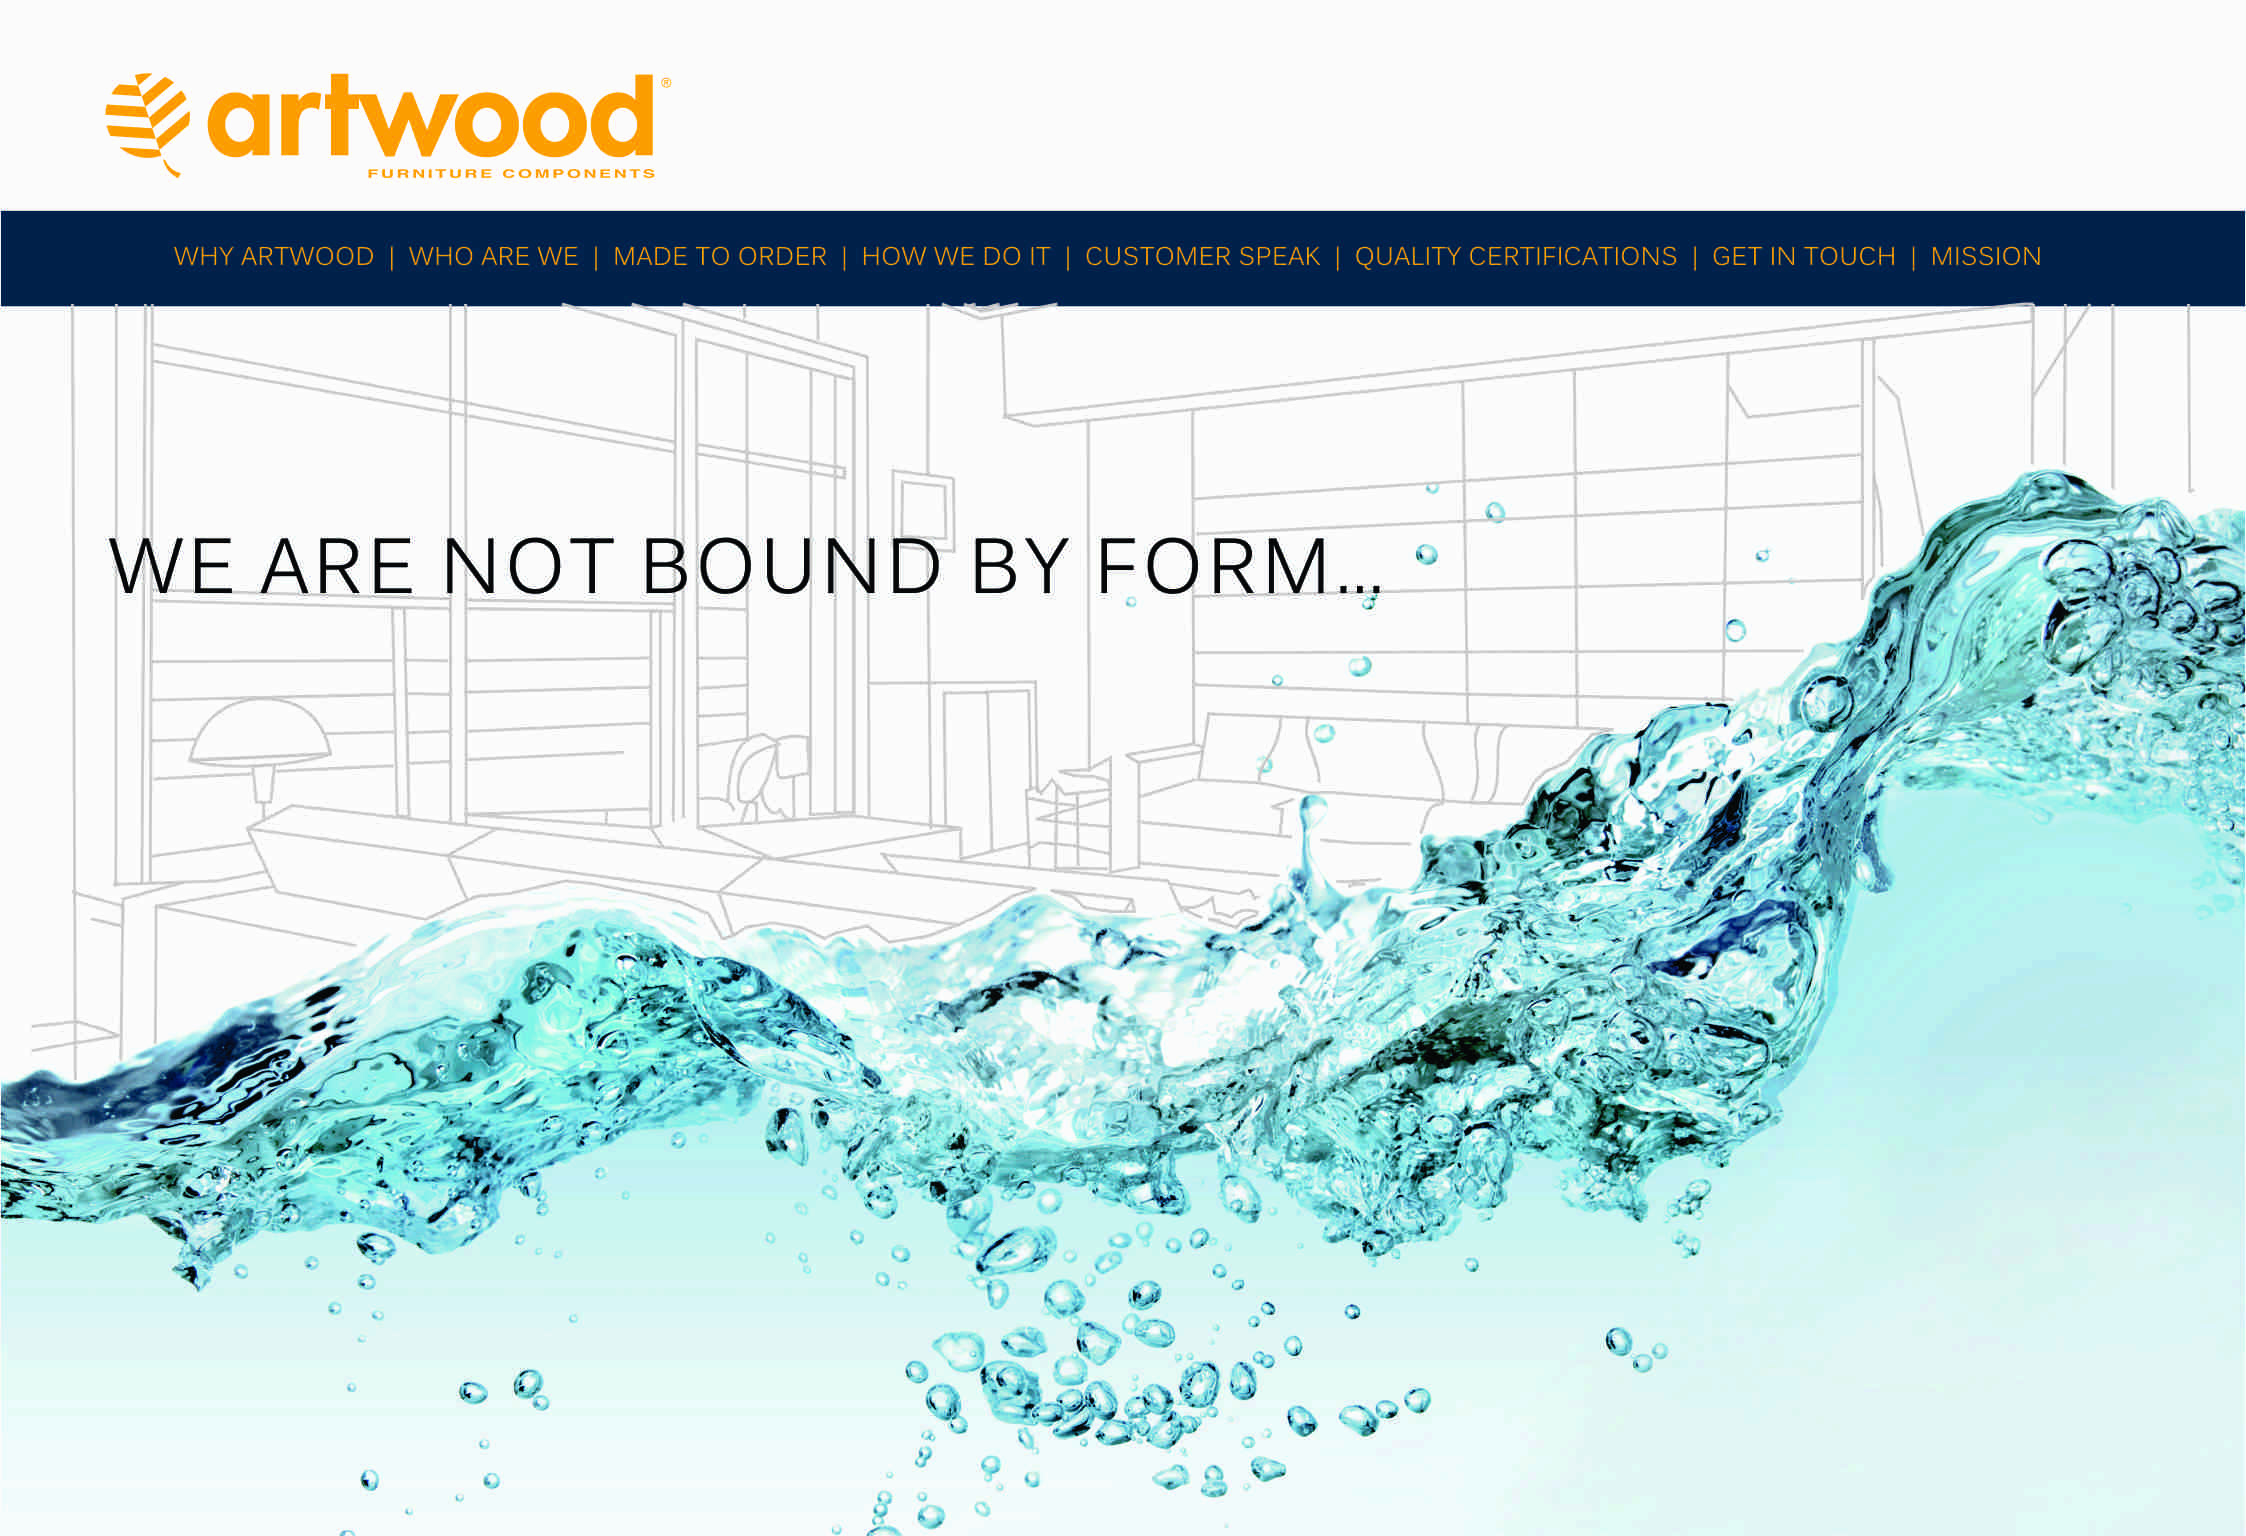 artwood®
FURNITURE COMPONENTS
WHY ARTWOOD | WHO ARE WE | MADE TO ORDER | HOW WE DO IT | CUSTOMER SPEAK | QUALITY CERTIFICATIONS | GET IN TOUCH | MISSION
WE ARE NOT BOUND BY FORM...